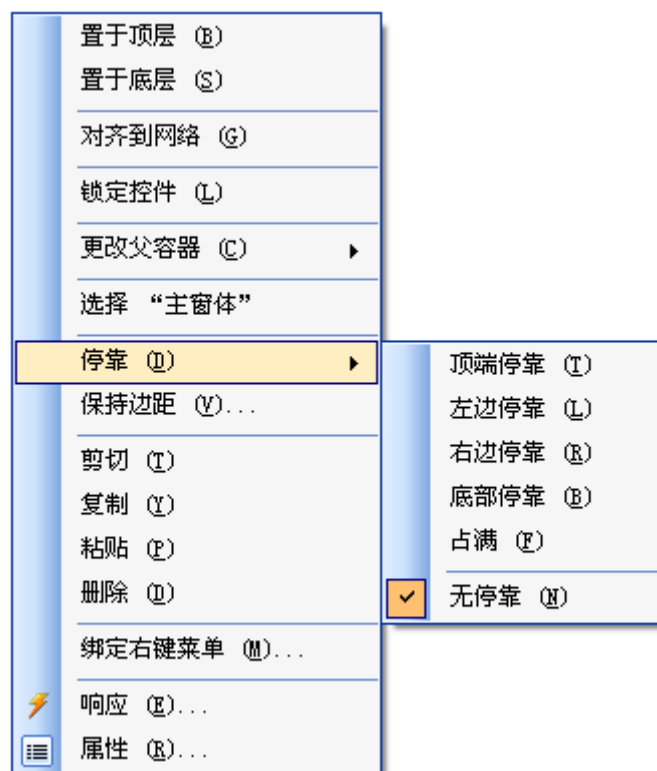 置于顶层 (B)
置于底层 (S)
对齐到网络 (G)
锁定控件 (L)
更改父容器 (C)
选择 “主窗体”
停靠 (D)
保持边距 (V)...
剪切 (T)
复制 (Y)
粘贴 (P)
删除 (D)
绑定右键菜单 (M)...
响应 (E)...
属性 (R)...
顶端停靠 (T)
左边停靠 (L)
右边停靠 (R)
底部停靠 (B)
占满 (F)
无停靠 (N)